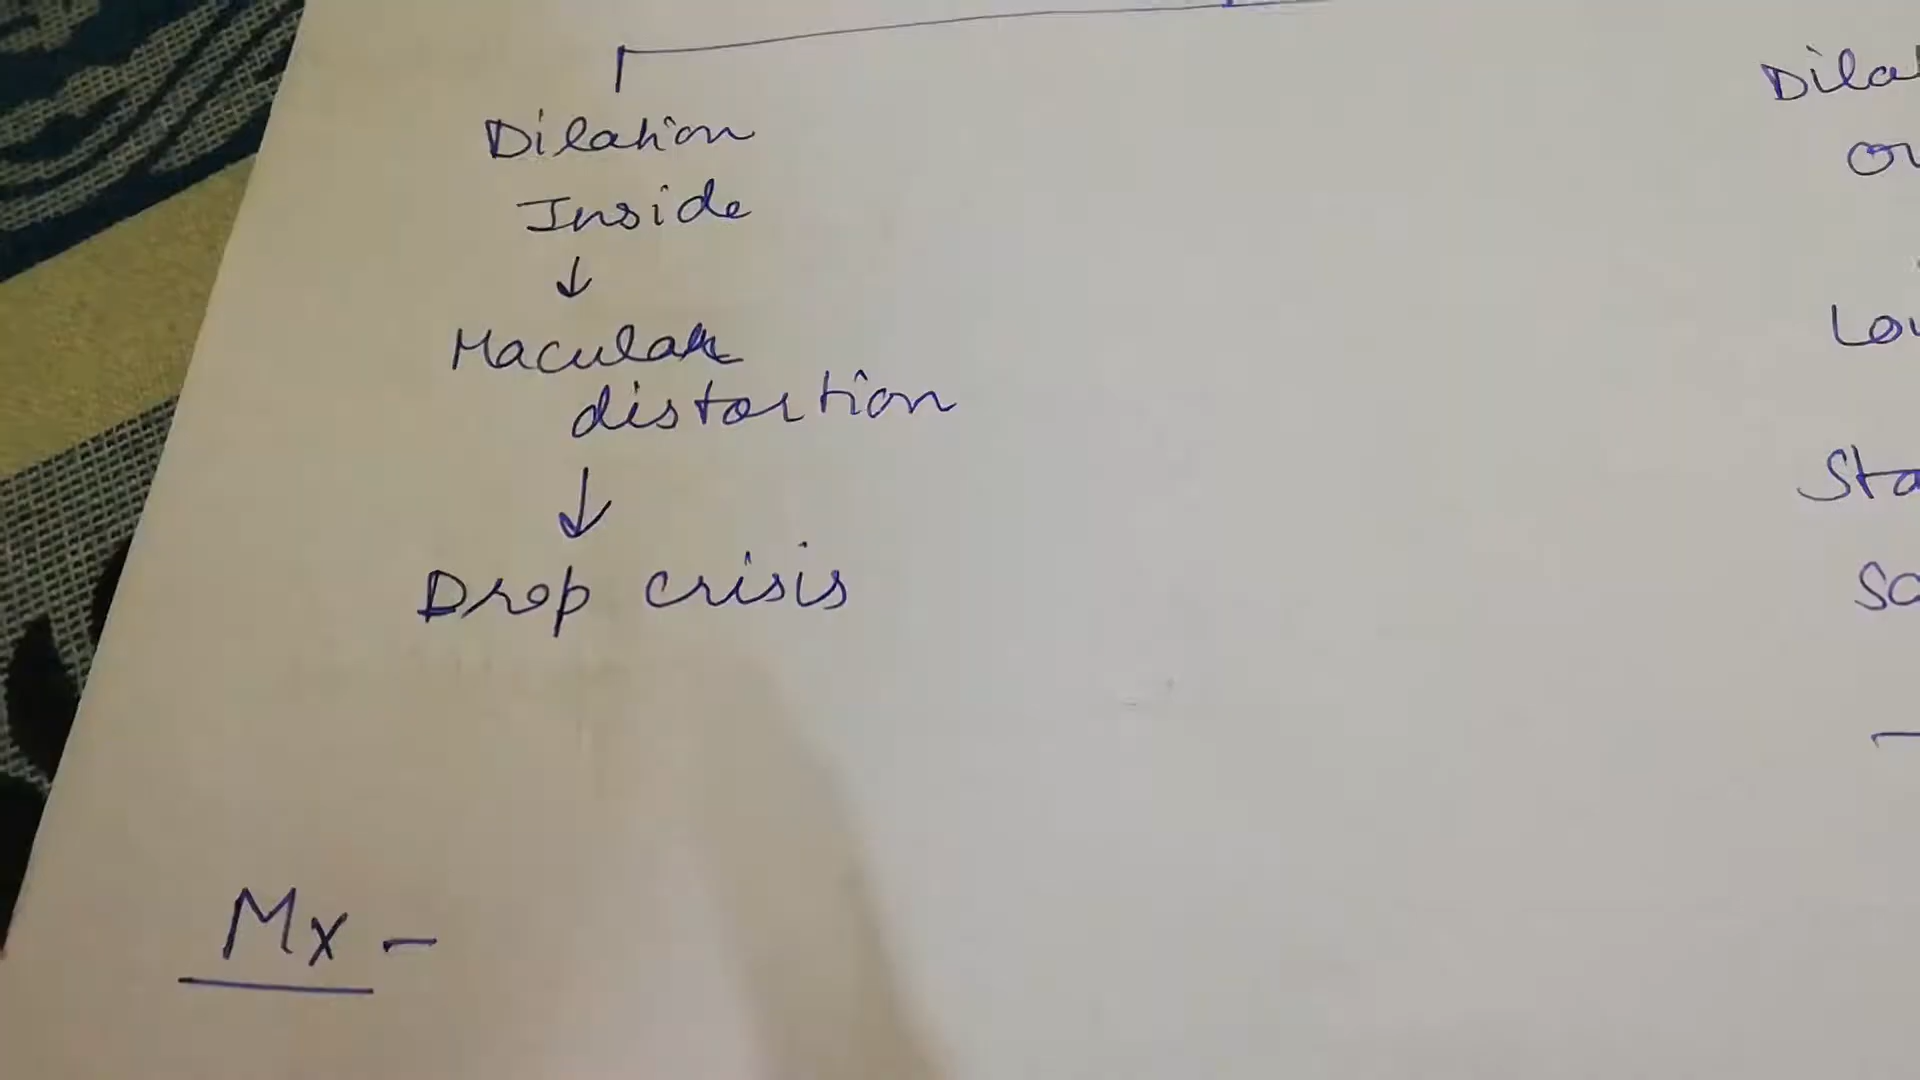 Dilation
Inside
↓
Macular
distortion
↓
Drop crisis
Mx -